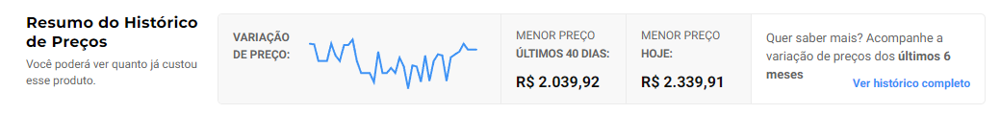 Resumo do Histórico
de Preços
Você poderá ver quanto já custou
esse produto.
VARIAÇÃO
DE PREÇO:
MENOR PREÇO
ÚLTIMOS 40 DIAS:
R$ 2.039,92
MENOR PREÇO
HOJE:
R$ 2.339,91
Quer saber mais? Acompanhe a
variação de preços dos últimos 6
meses
Ver histórico completo